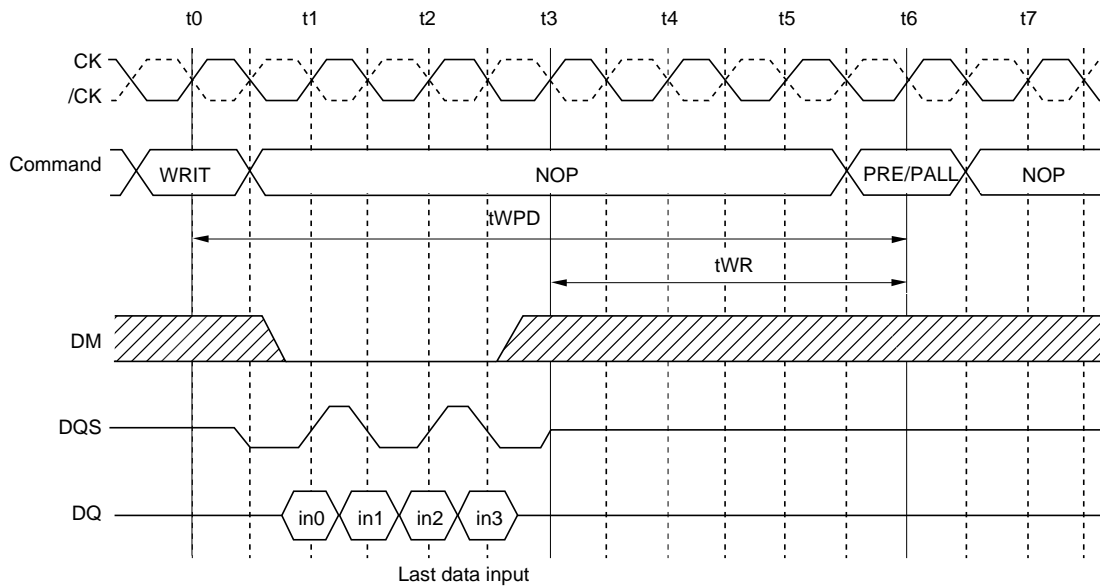 t0 t1 t2 t3 t4 t5 t6 t7
CK
/CK
Command WRIT NOP PRE/PALL NOP
tWPD
tWR
DM
DQS
DQ in0 in1 in2 in3
Last data input